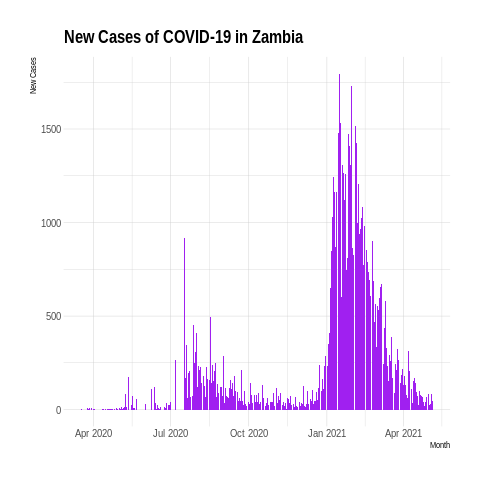 New Cases of COVID-19 in Zambia
New Cases
1500
1000
500
0
Apr 2020 Jul 2020 Oct 2020 Jan 2021 Apr 2021
Month